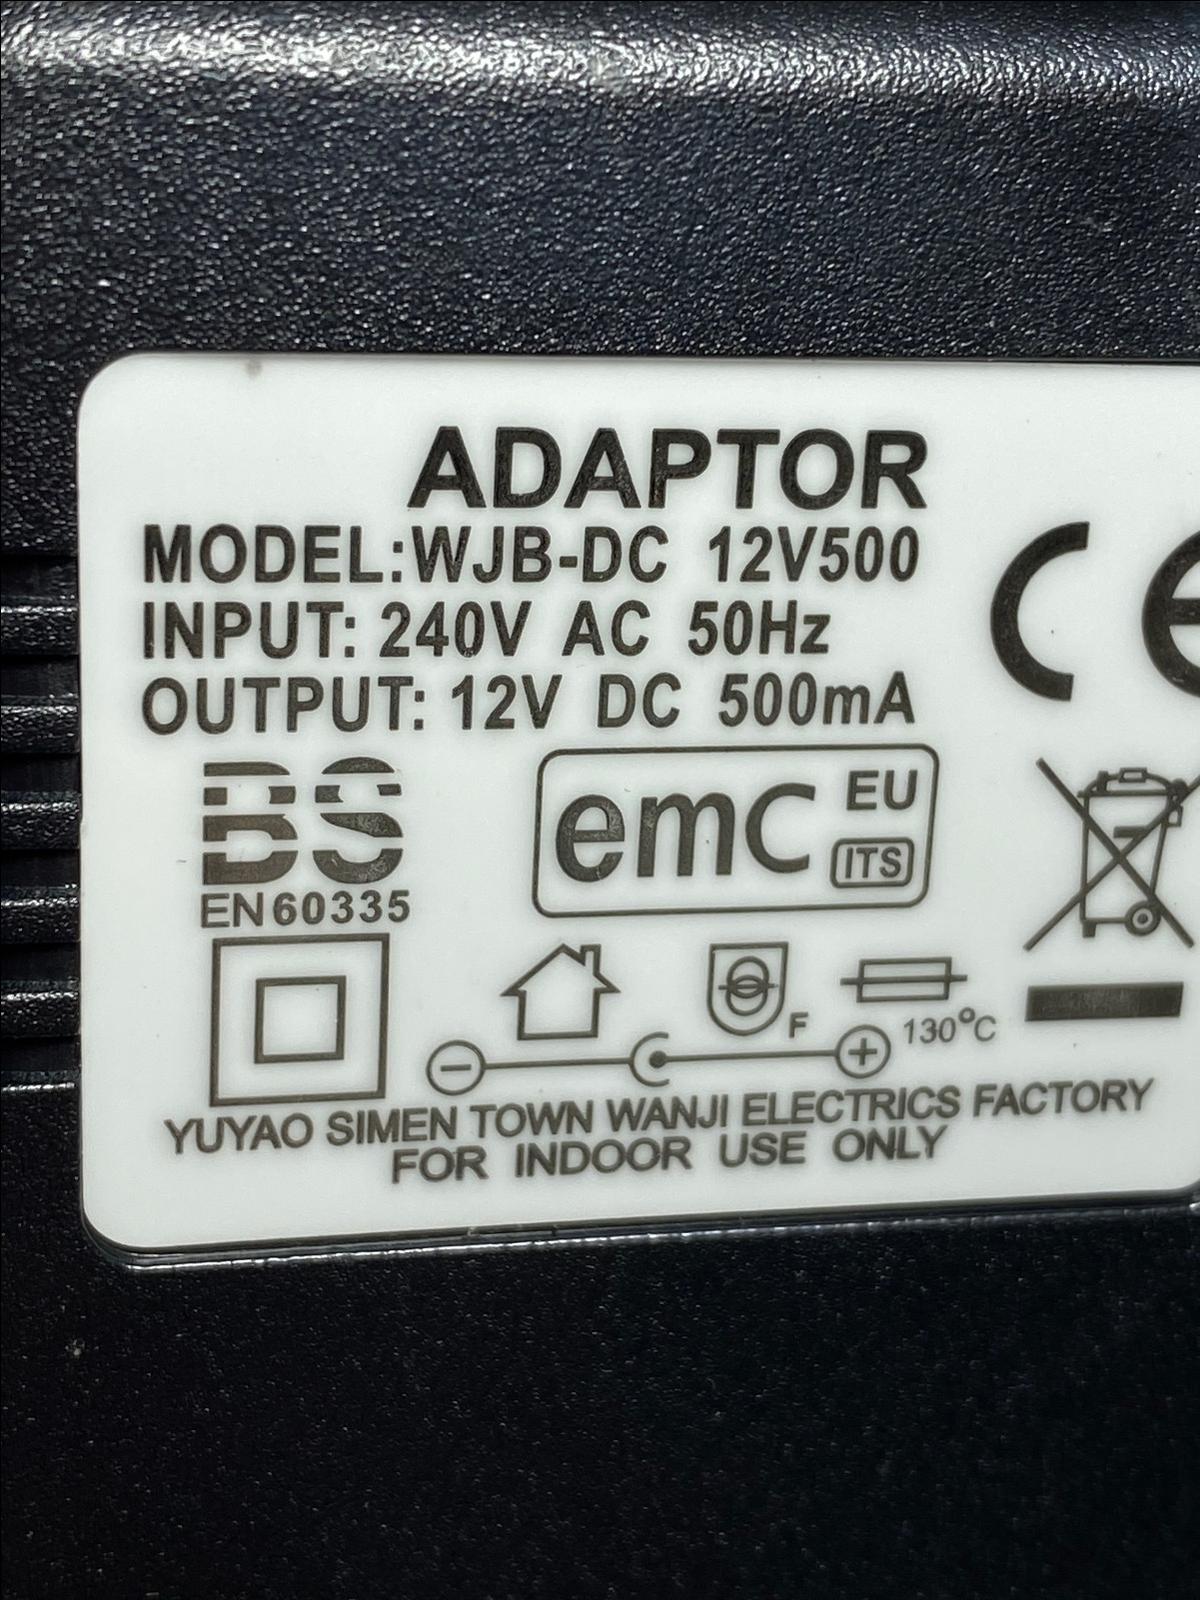 ADAPTOR
MODEL:WJB-DC 12V500
INPUT: 240V AC 50Hz
OUTPUT: 12V DC 500mA
CE
BS
EN60335
emc EU
ITS
F
130°C
YUYAO SIMEN TOWN WANJI ELECTRICS FACTORY
FOR INDOOR USE ONLY